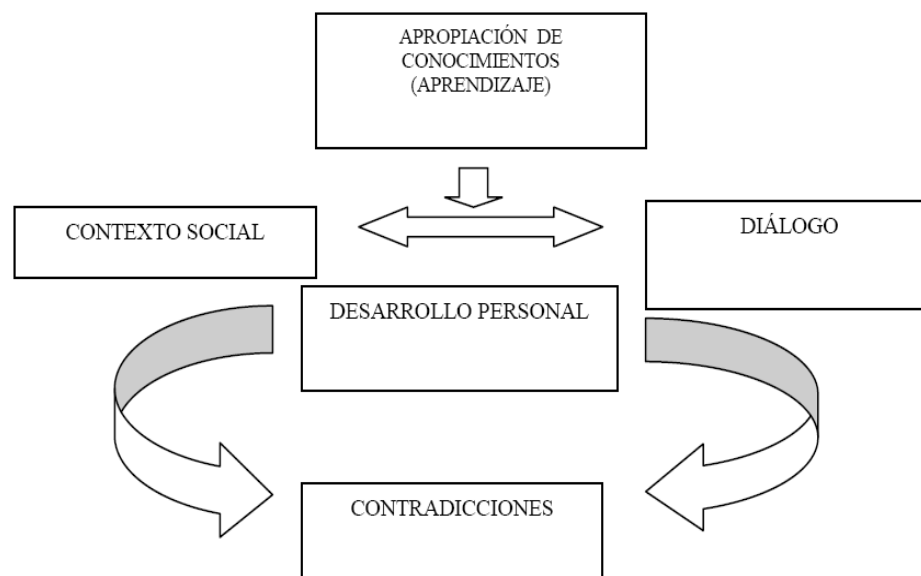 APROPIACIÓN DE
CONOCIMIENTOS
(APRENDIZAJE)
CONTEXTO SOCIAL
DIÁLOGO
DESARROLLO PERSONAL
CONTRADICCIONES